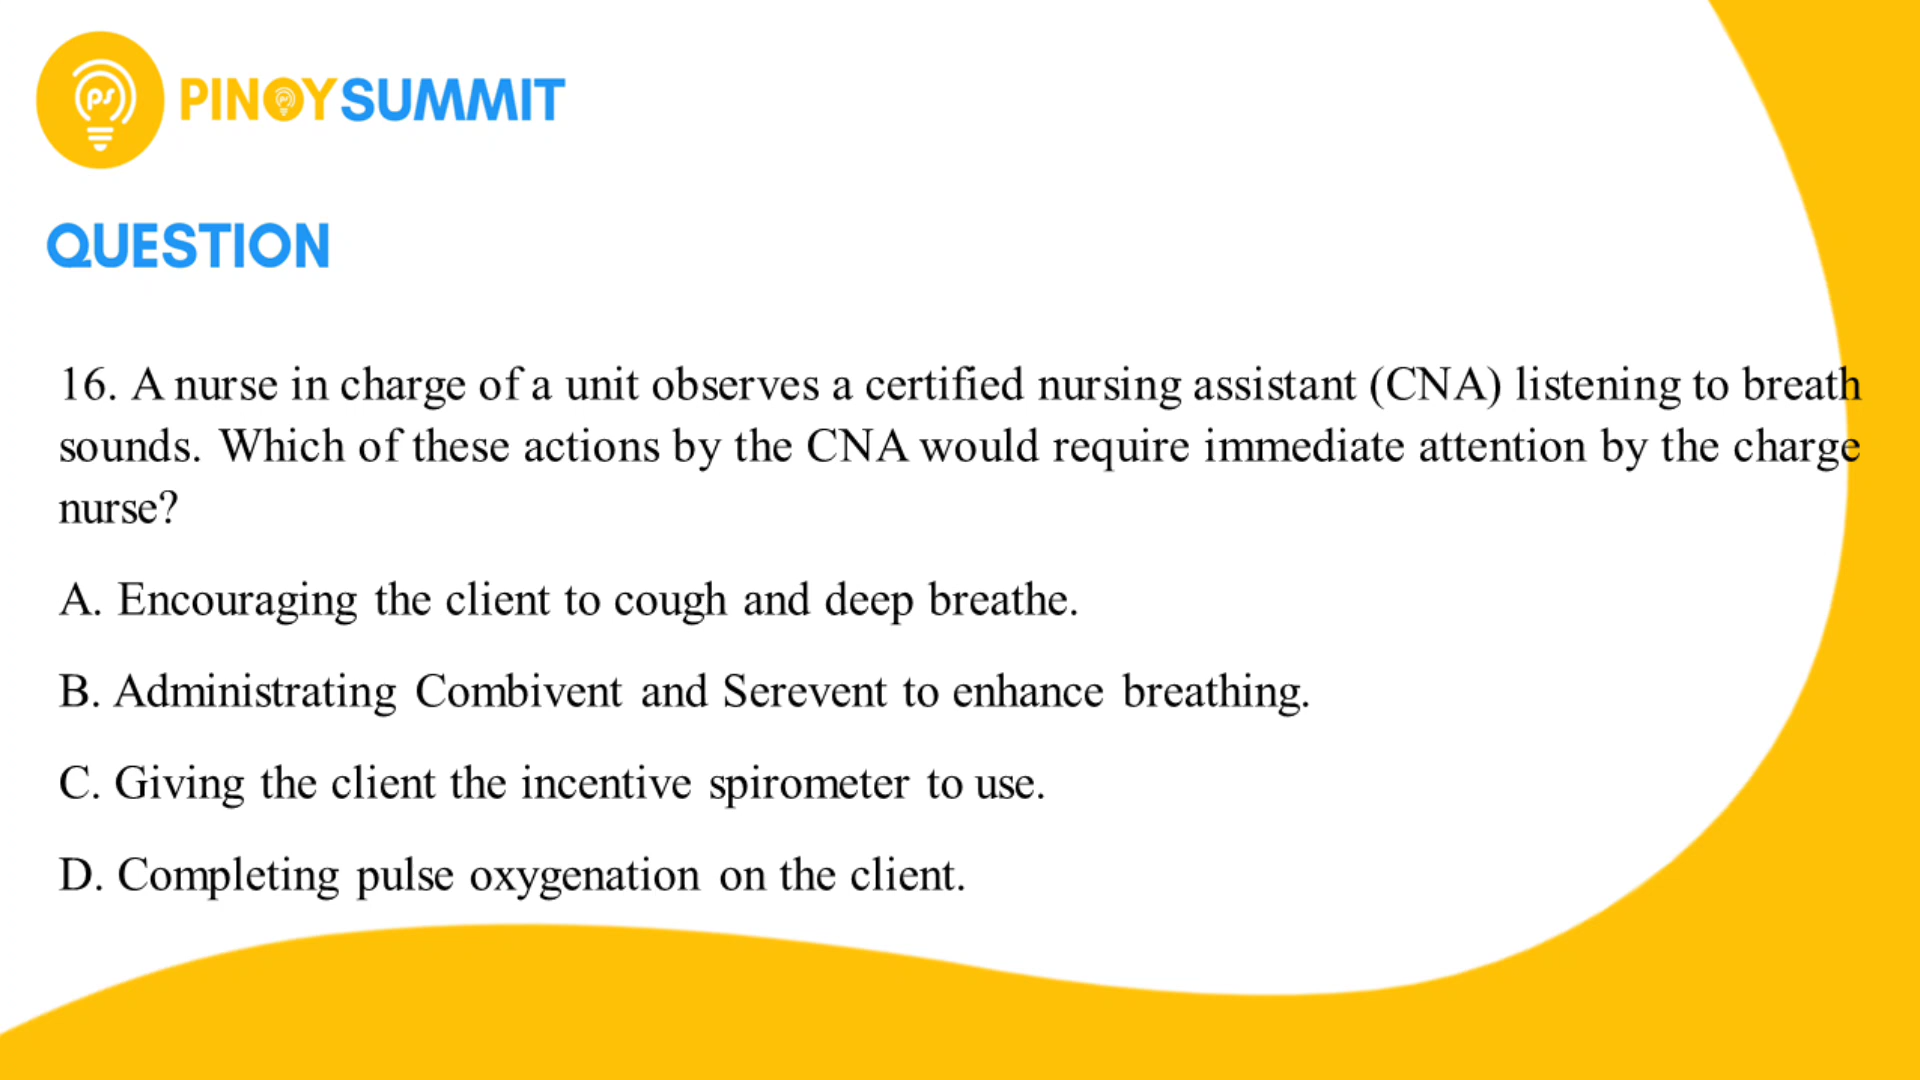 PINOYSUMMIT
QUESTION
16. A nurse in charge of a unit observes a certified nursing assistant (CNA) listening to breath
sounds. Which of these actions by the CNA would require immediate attention by the charge
nurse?
A. Encouraging the client to cough and deep breathe.
B. Administrating Combivent and Serevent to enhance breathing.
C. Giving the client the incentive spirometer to use.
D. Completing pulse oxygenation on the client.